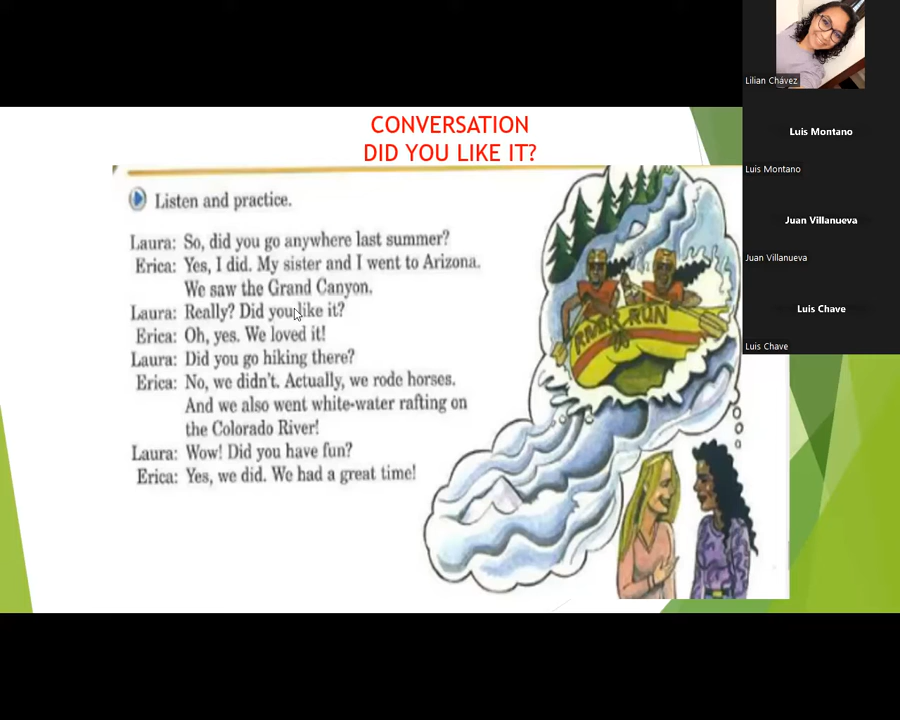 CONVERSATION
DID YOU LIKE IT?
Listen and practice.
Laura: So, did you go anywhere last summer?
Erica: Yes, I did. My sister and I went to Arizona.
We saw the Grand Canyon.
Laura: Really? Did you like it?
Erica: Oh, yes. We loved it!
Laura: Did you go hiking there?
Erica: No, we didn't. Actually, we rode horses.
And we also went white-water rafting on
the Colorado River!
Laura: Wow! Did you have fun?
Erica: Yes, we did. We had a great time!
RIVER RUN
Lilian Chávez
Luis Montano
Luis Montano
Juan Villanueva
Juan Villanueva
Luis Chave
Luis Chave